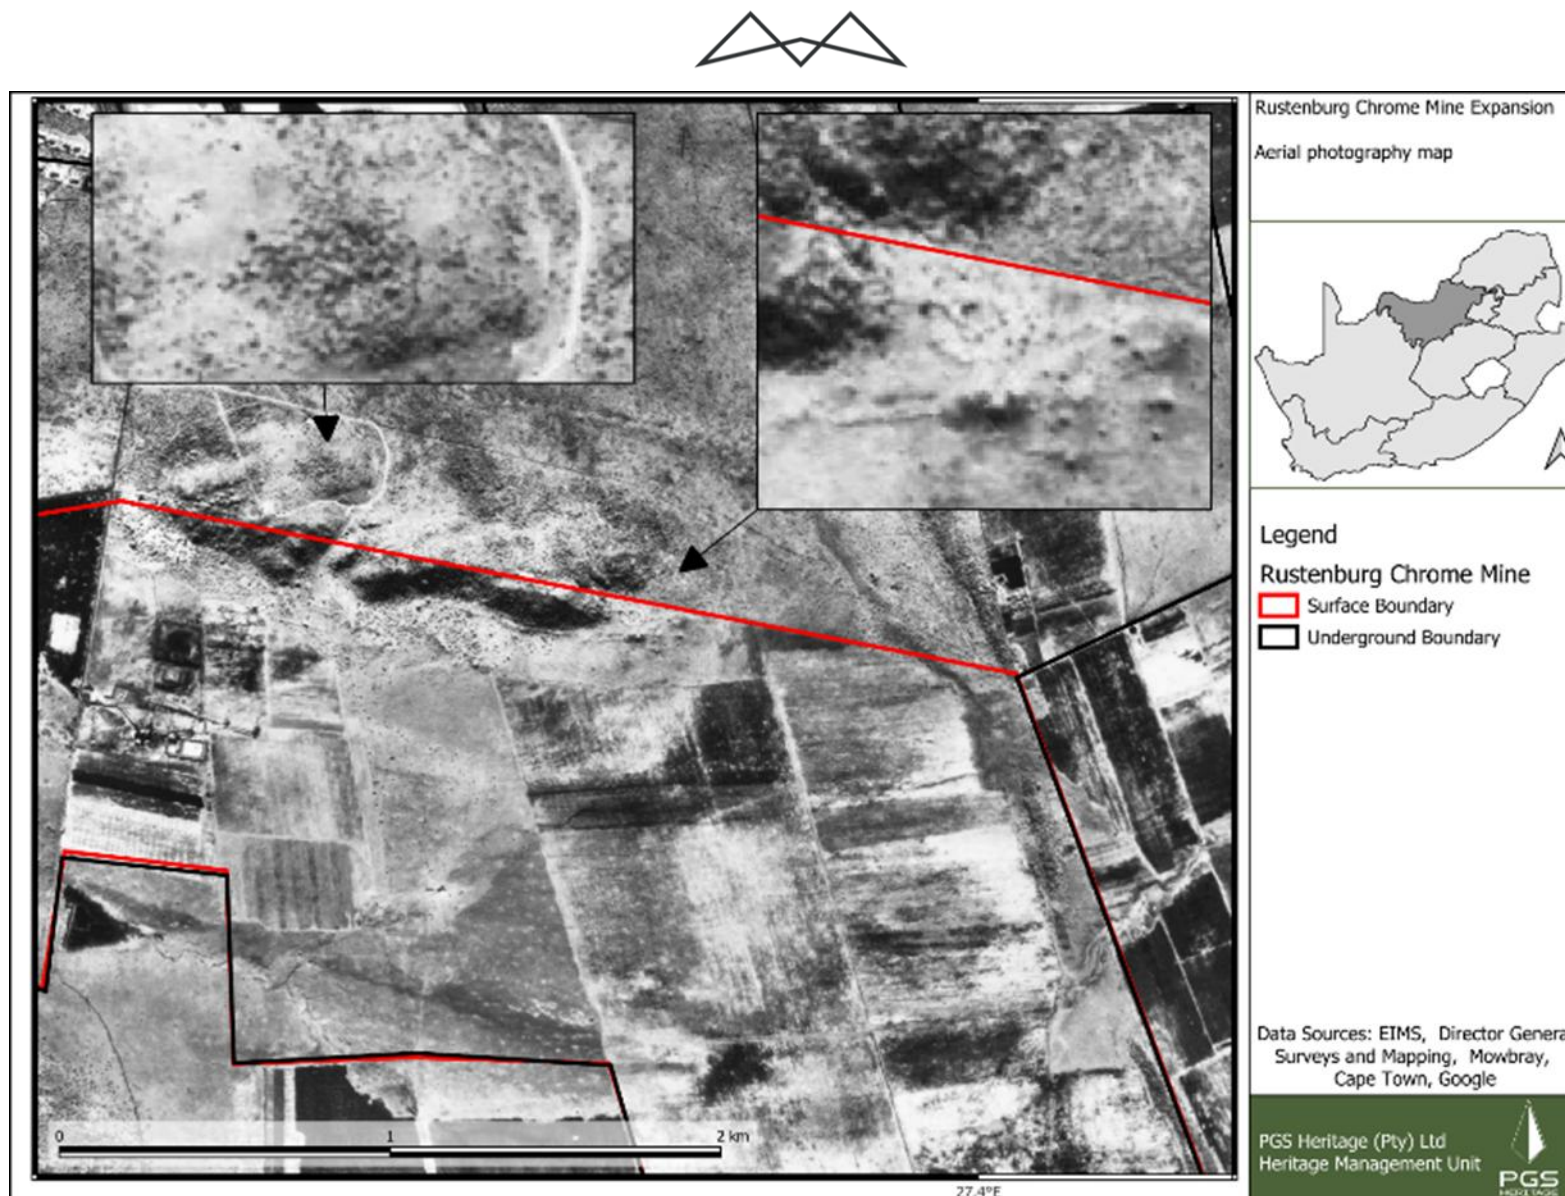 Rustenburg Chrome Mine Expansion
Aerial photography map
Legend
Rustenburg Chrome Mine
Surface Boundary
Underground Boundary
Data Sources: EIMS, Director Genera
Surveys and Mapping, Mowbray,
Cape Town, Google
PGS Heritage (Pty) Ltd
Heritage Management Unit
PGS
HERITAGE
0 1 2 km
27.4°E